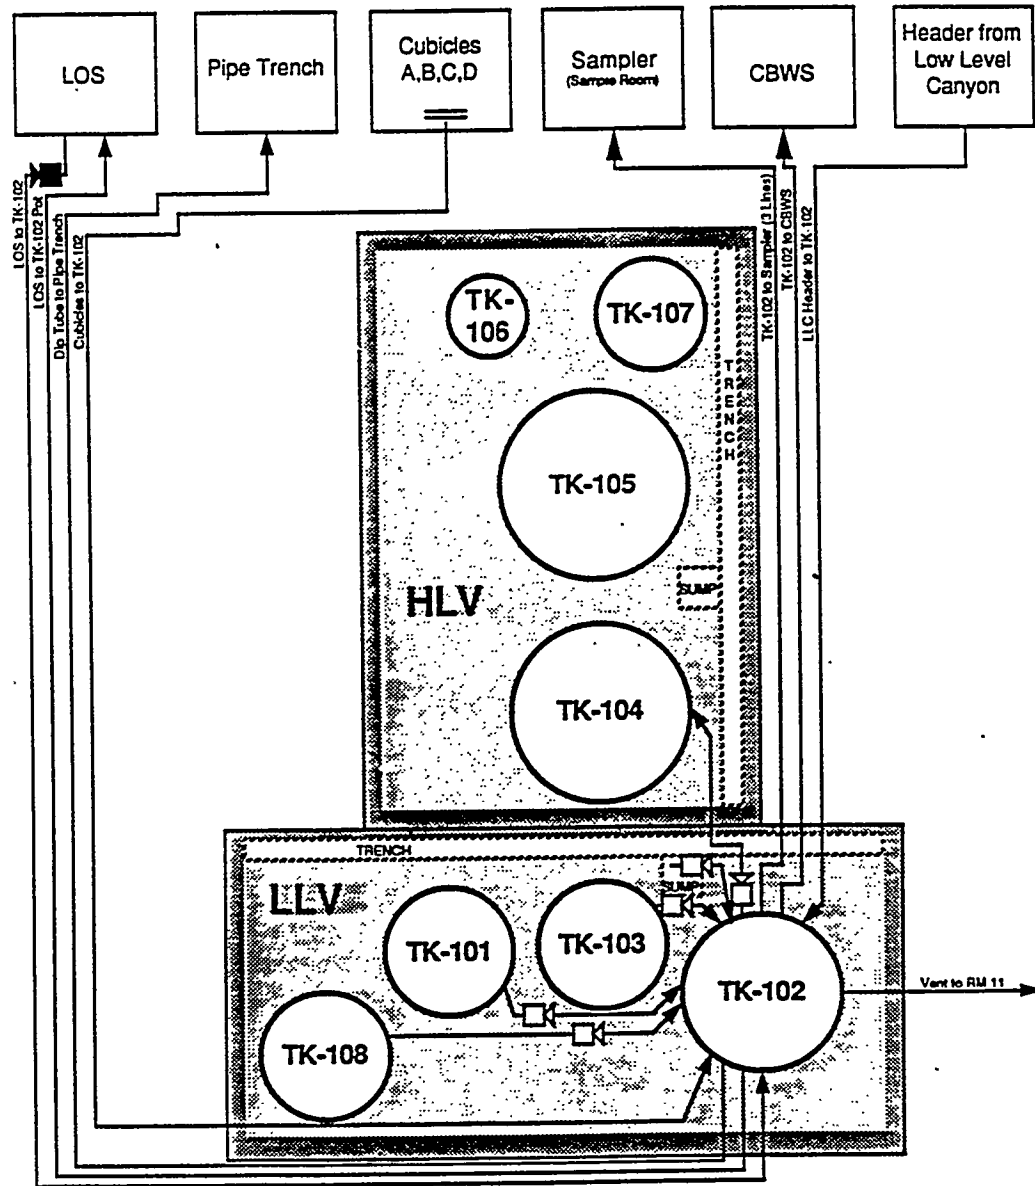 LOS
Pipe Trench
Cubicles
A,B,C,D
Sampler
(Sample Room)
CBWS
Header from
Low Level
Canyon
LOS to TK-102
LOS to TK-102 Pot
Dip Tube to Pipe Trench
Cubicles to TK-102
TK-102 to Sampler (3 Lines)
TK-102 to CBWS
LLC Header to TK-102
TK-
106
TK-107
TRENCH
TK-105
SUMP
HLV
TK-104
TRENCH
LLV
SUMP
TK-101
TK-103
TK-102
Vent to RM 11
TK-108